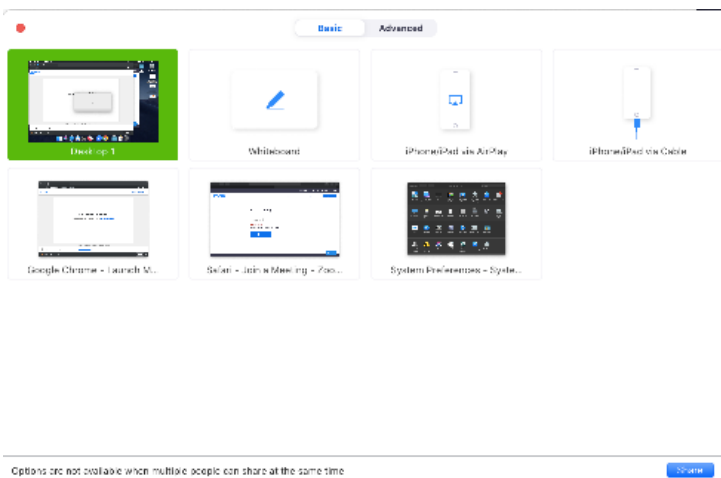 Basic
Advanced
Desktop 1
Whiteboard
iPhone/iPad via AirPlay
iPhone/iPad via Cable
Google Chrome - Launch M...
Safari - Join a Meeting - Zoo...
System Preferences - Syste...
Options are not available when multiple people can share at the same time
Share